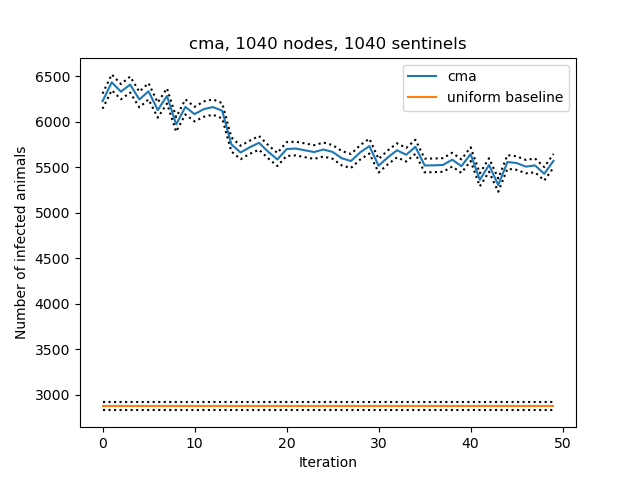 cma, 1040 nodes, 1040 sentinels
cma
uniform baseline
Number of infected animals
6500
6000
5500
5000
4500
4000
3500
3000
0 10 20 30 40 50
Iteration